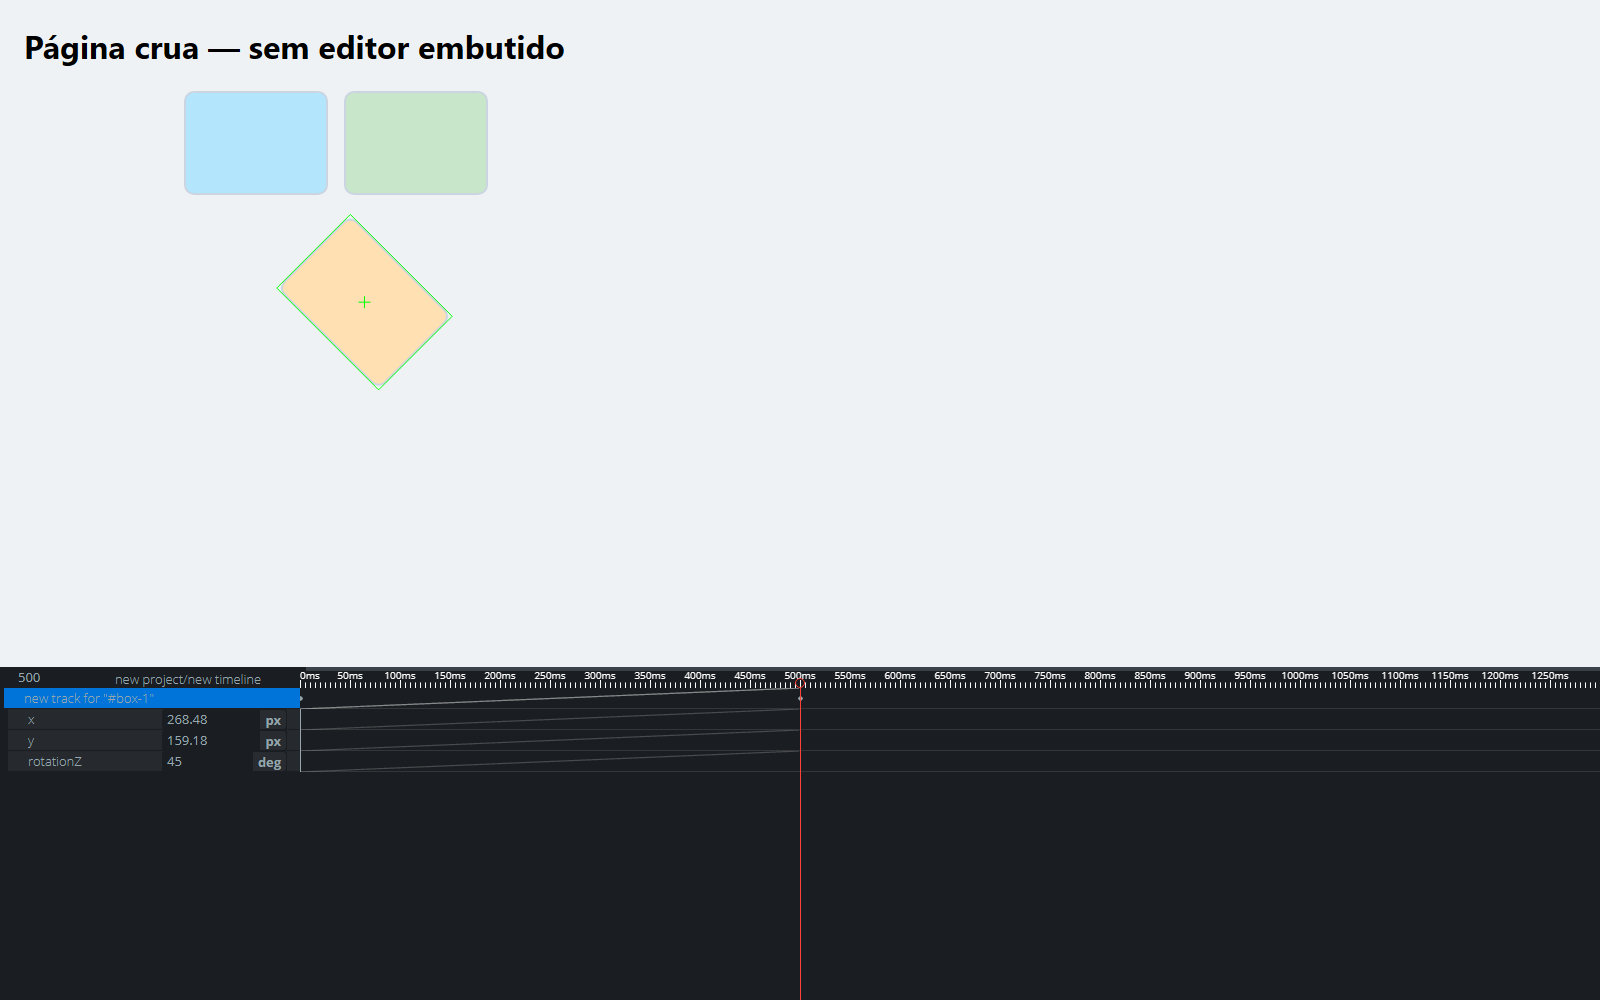 Página crua — sem editor embutido
500 new project/new timeline 0ms 50ms 100ms 150ms 200ms 250ms 300ms 350ms 400ms 450ms 500ms 550ms 600ms 650ms 700ms 750ms 800ms 850ms 900ms 950ms 1000ms 1050ms 1100ms 1150ms 1200ms 1250ms
new track for "#box-1"
x 268.48 px
y 159.18 px
rotationZ 45 deg